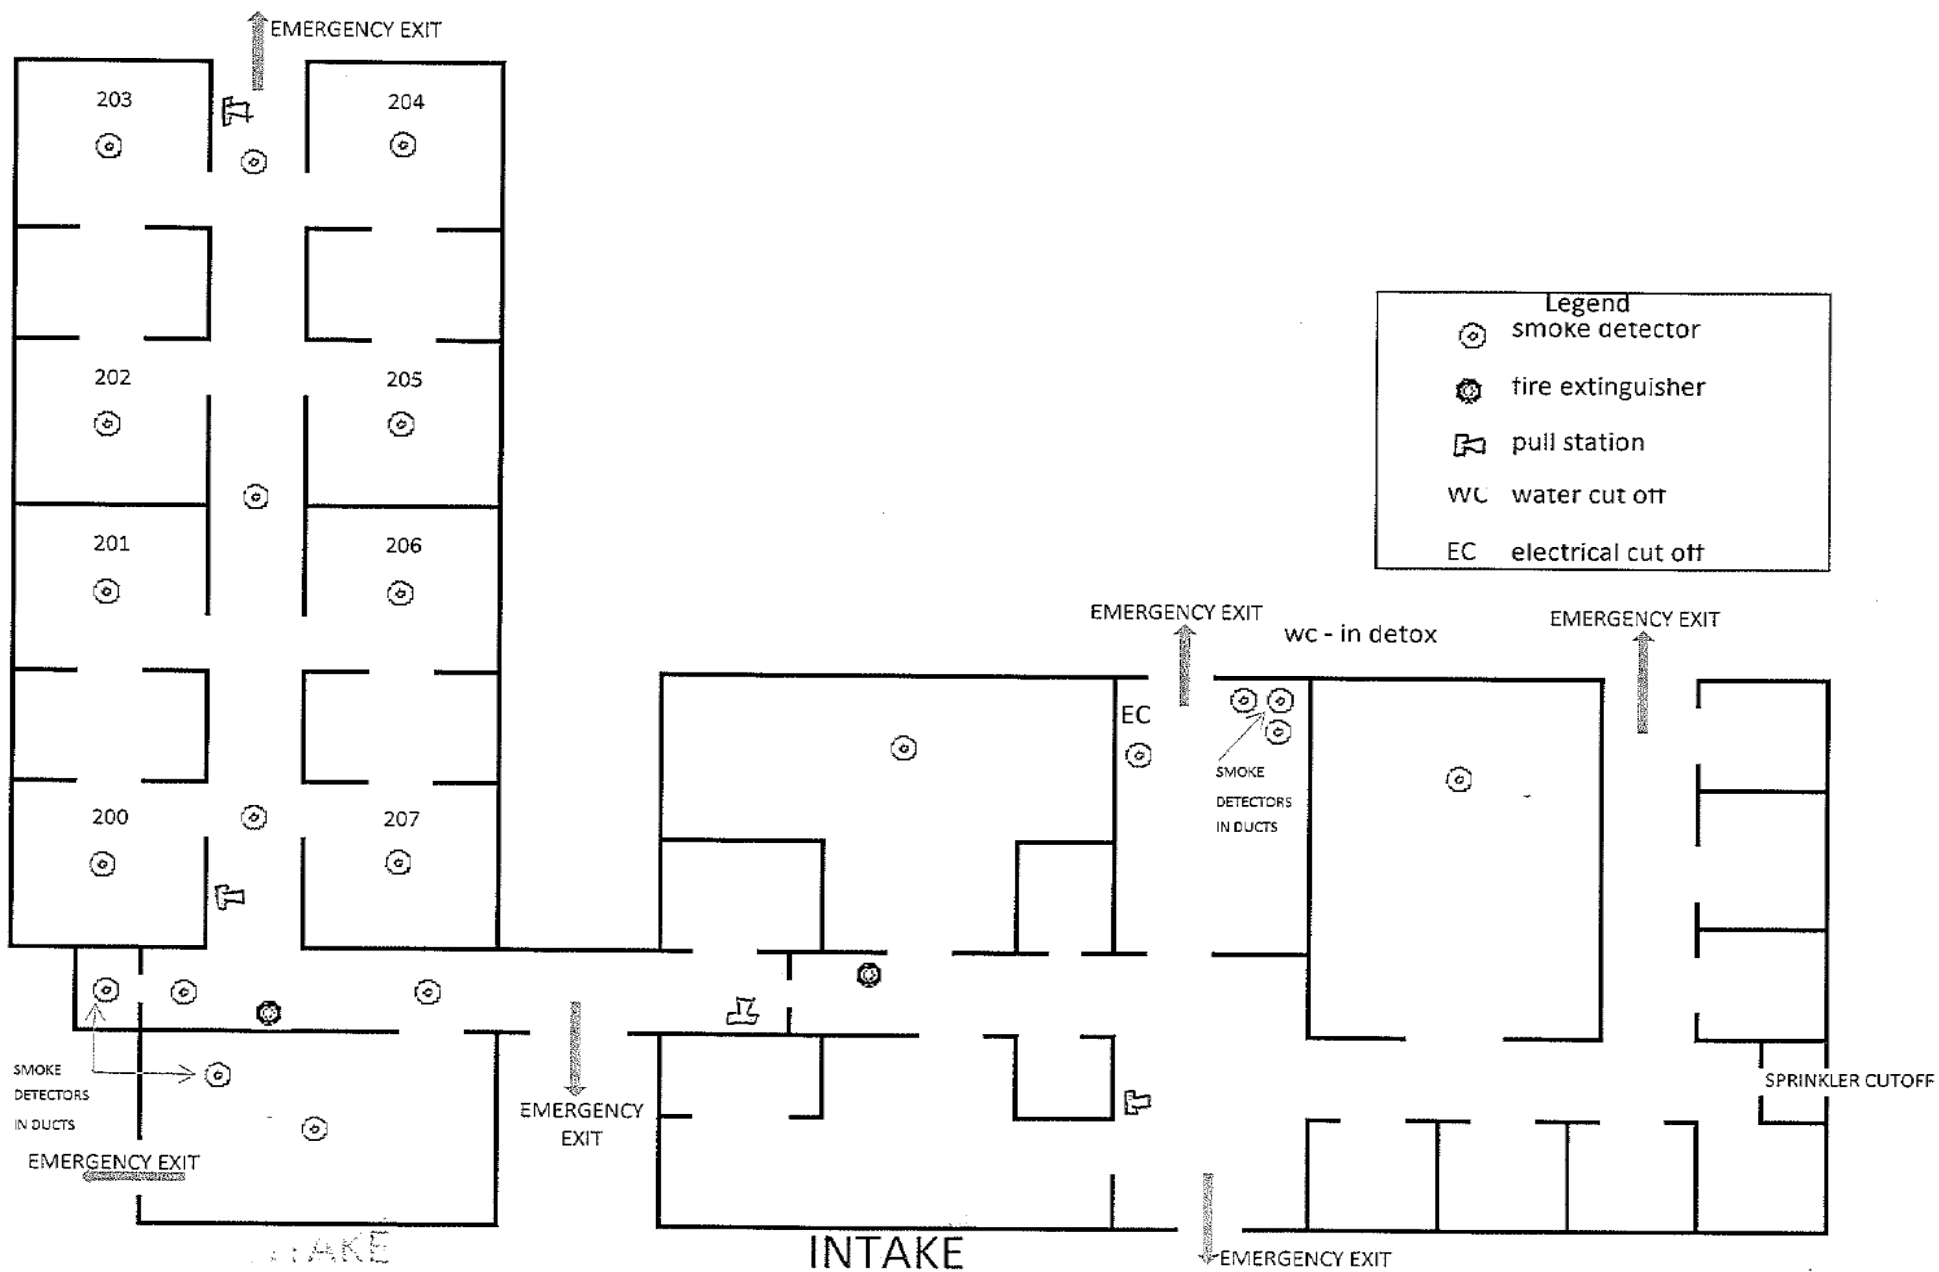 EMERGENCY EXIT
203
204
202
205
201
206
200
207
Legend
smoke detector
fire extinguisher
pull station
WC water cut off
EC electrical cut off
EMERGENCY EXIT
wc - in detox
EMERGENCY EXIT
EC
SMOKE
DETECTORS
IN DUCTS
SMOKE
DETECTORS
IN DUCTS
EMERGENCY EXIT
EMERGENCY
EXIT
SPRINKLER CUTOFF
INTAKE
EMERGENCY EXIT